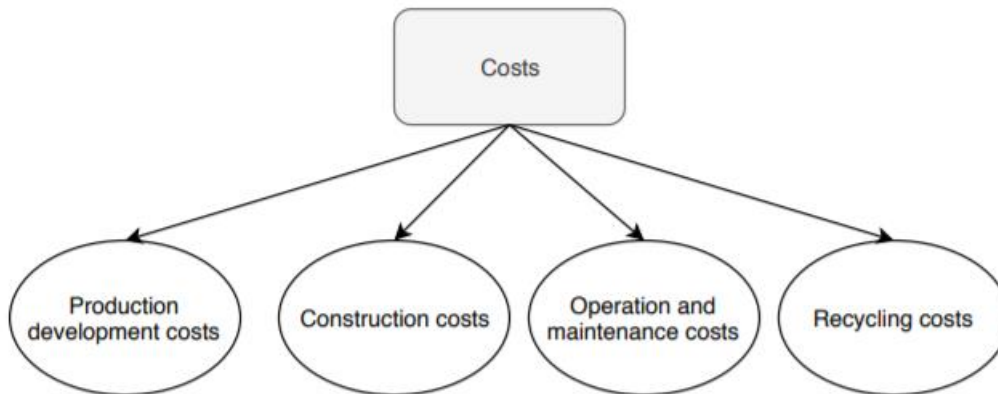 Costs
Production
development costs
Construction costs
Operation and
maintenance costs
Recycling costs